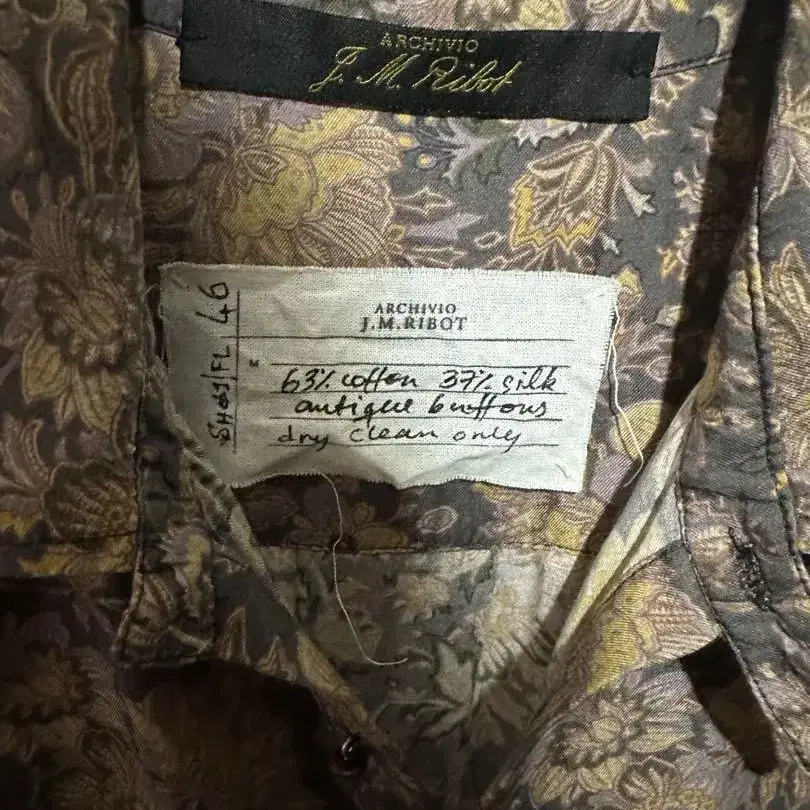 ARCHIVIO
J. M. Ribot
ARCHIVIO
J.M.RIBOT
M
63% cotton 37% silk
antique buttons
dry clean only
46